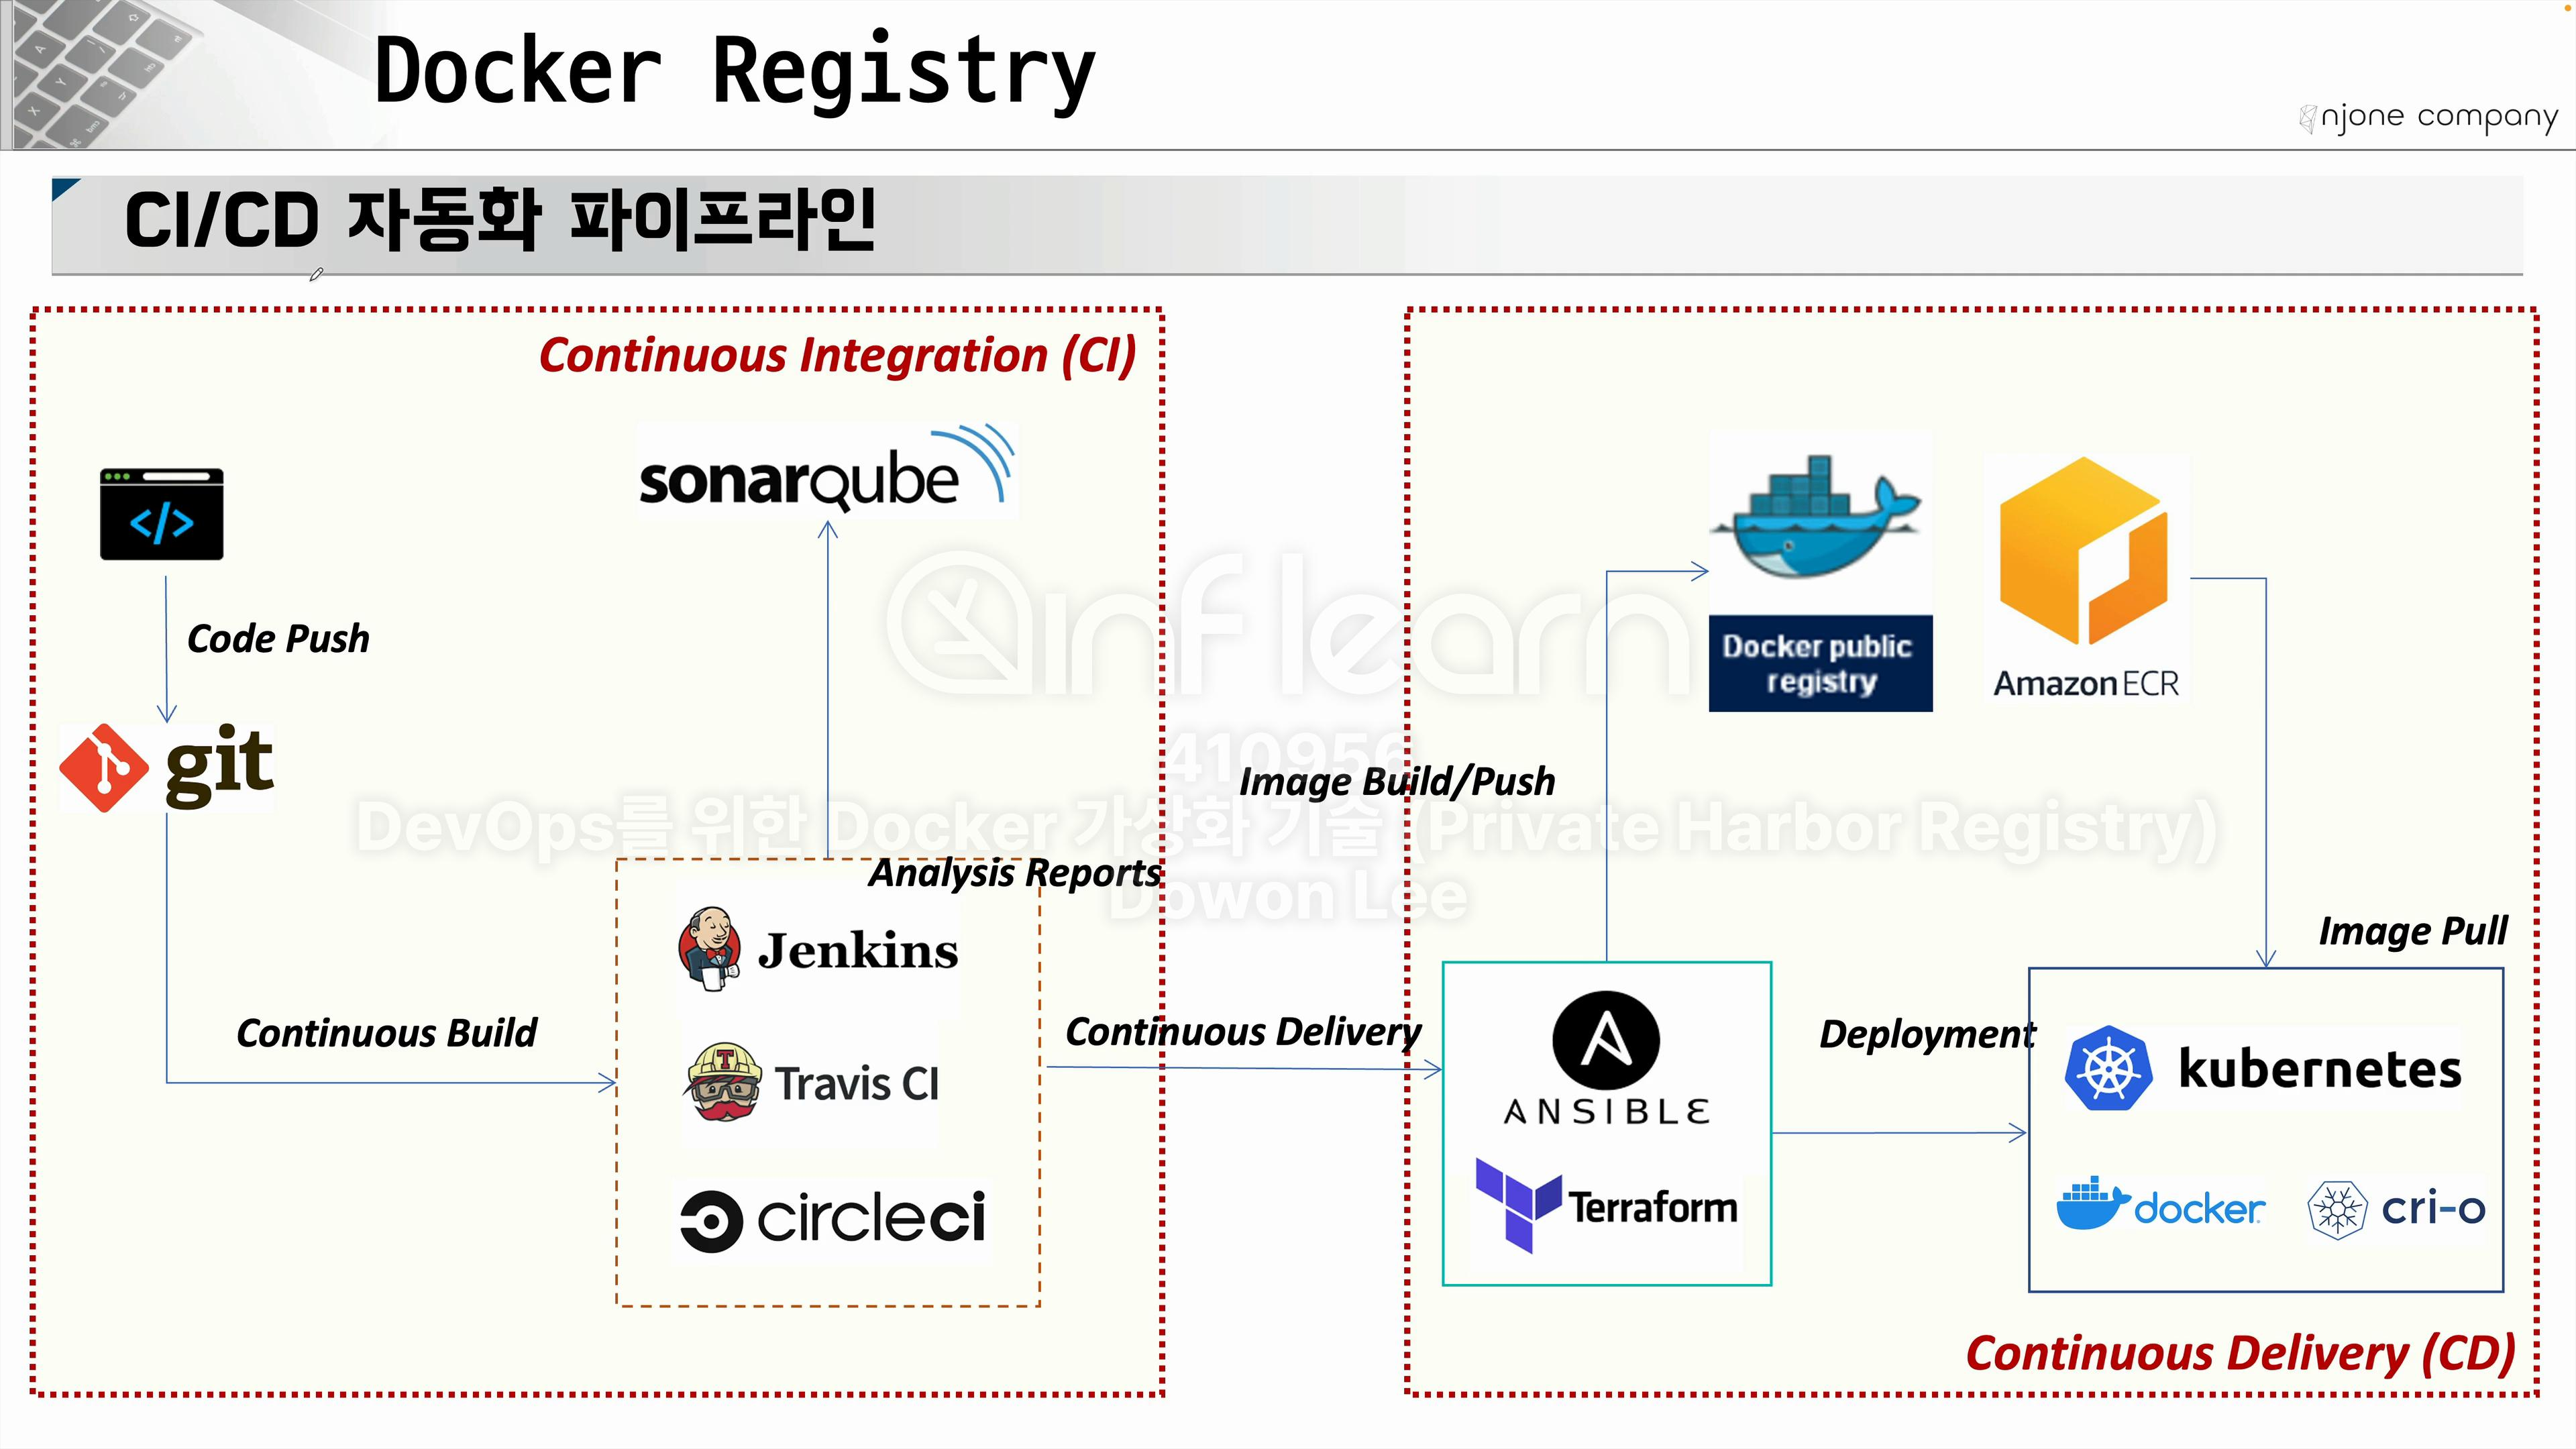 Docker Registry
njone company
CI/CD 자동화 파이프라인
Continuous Integration (CI)
sonarqube
</>
Code Push
git
Analysis Reports
Jenkins
Continuous Build
Travis CI
circleci
Continuous Delivery
Docker public
registry
Amazon ECR
Image Build/Push
Image Pull
ANSIBLE
Terraform
Deployment
kubernetes
docker
cri-o
Continuous Delivery (CD)
inflearn
410956
DevOps를 위한 Docker 가상화 기술 (Private Harbor Registry)
Dowon Lee